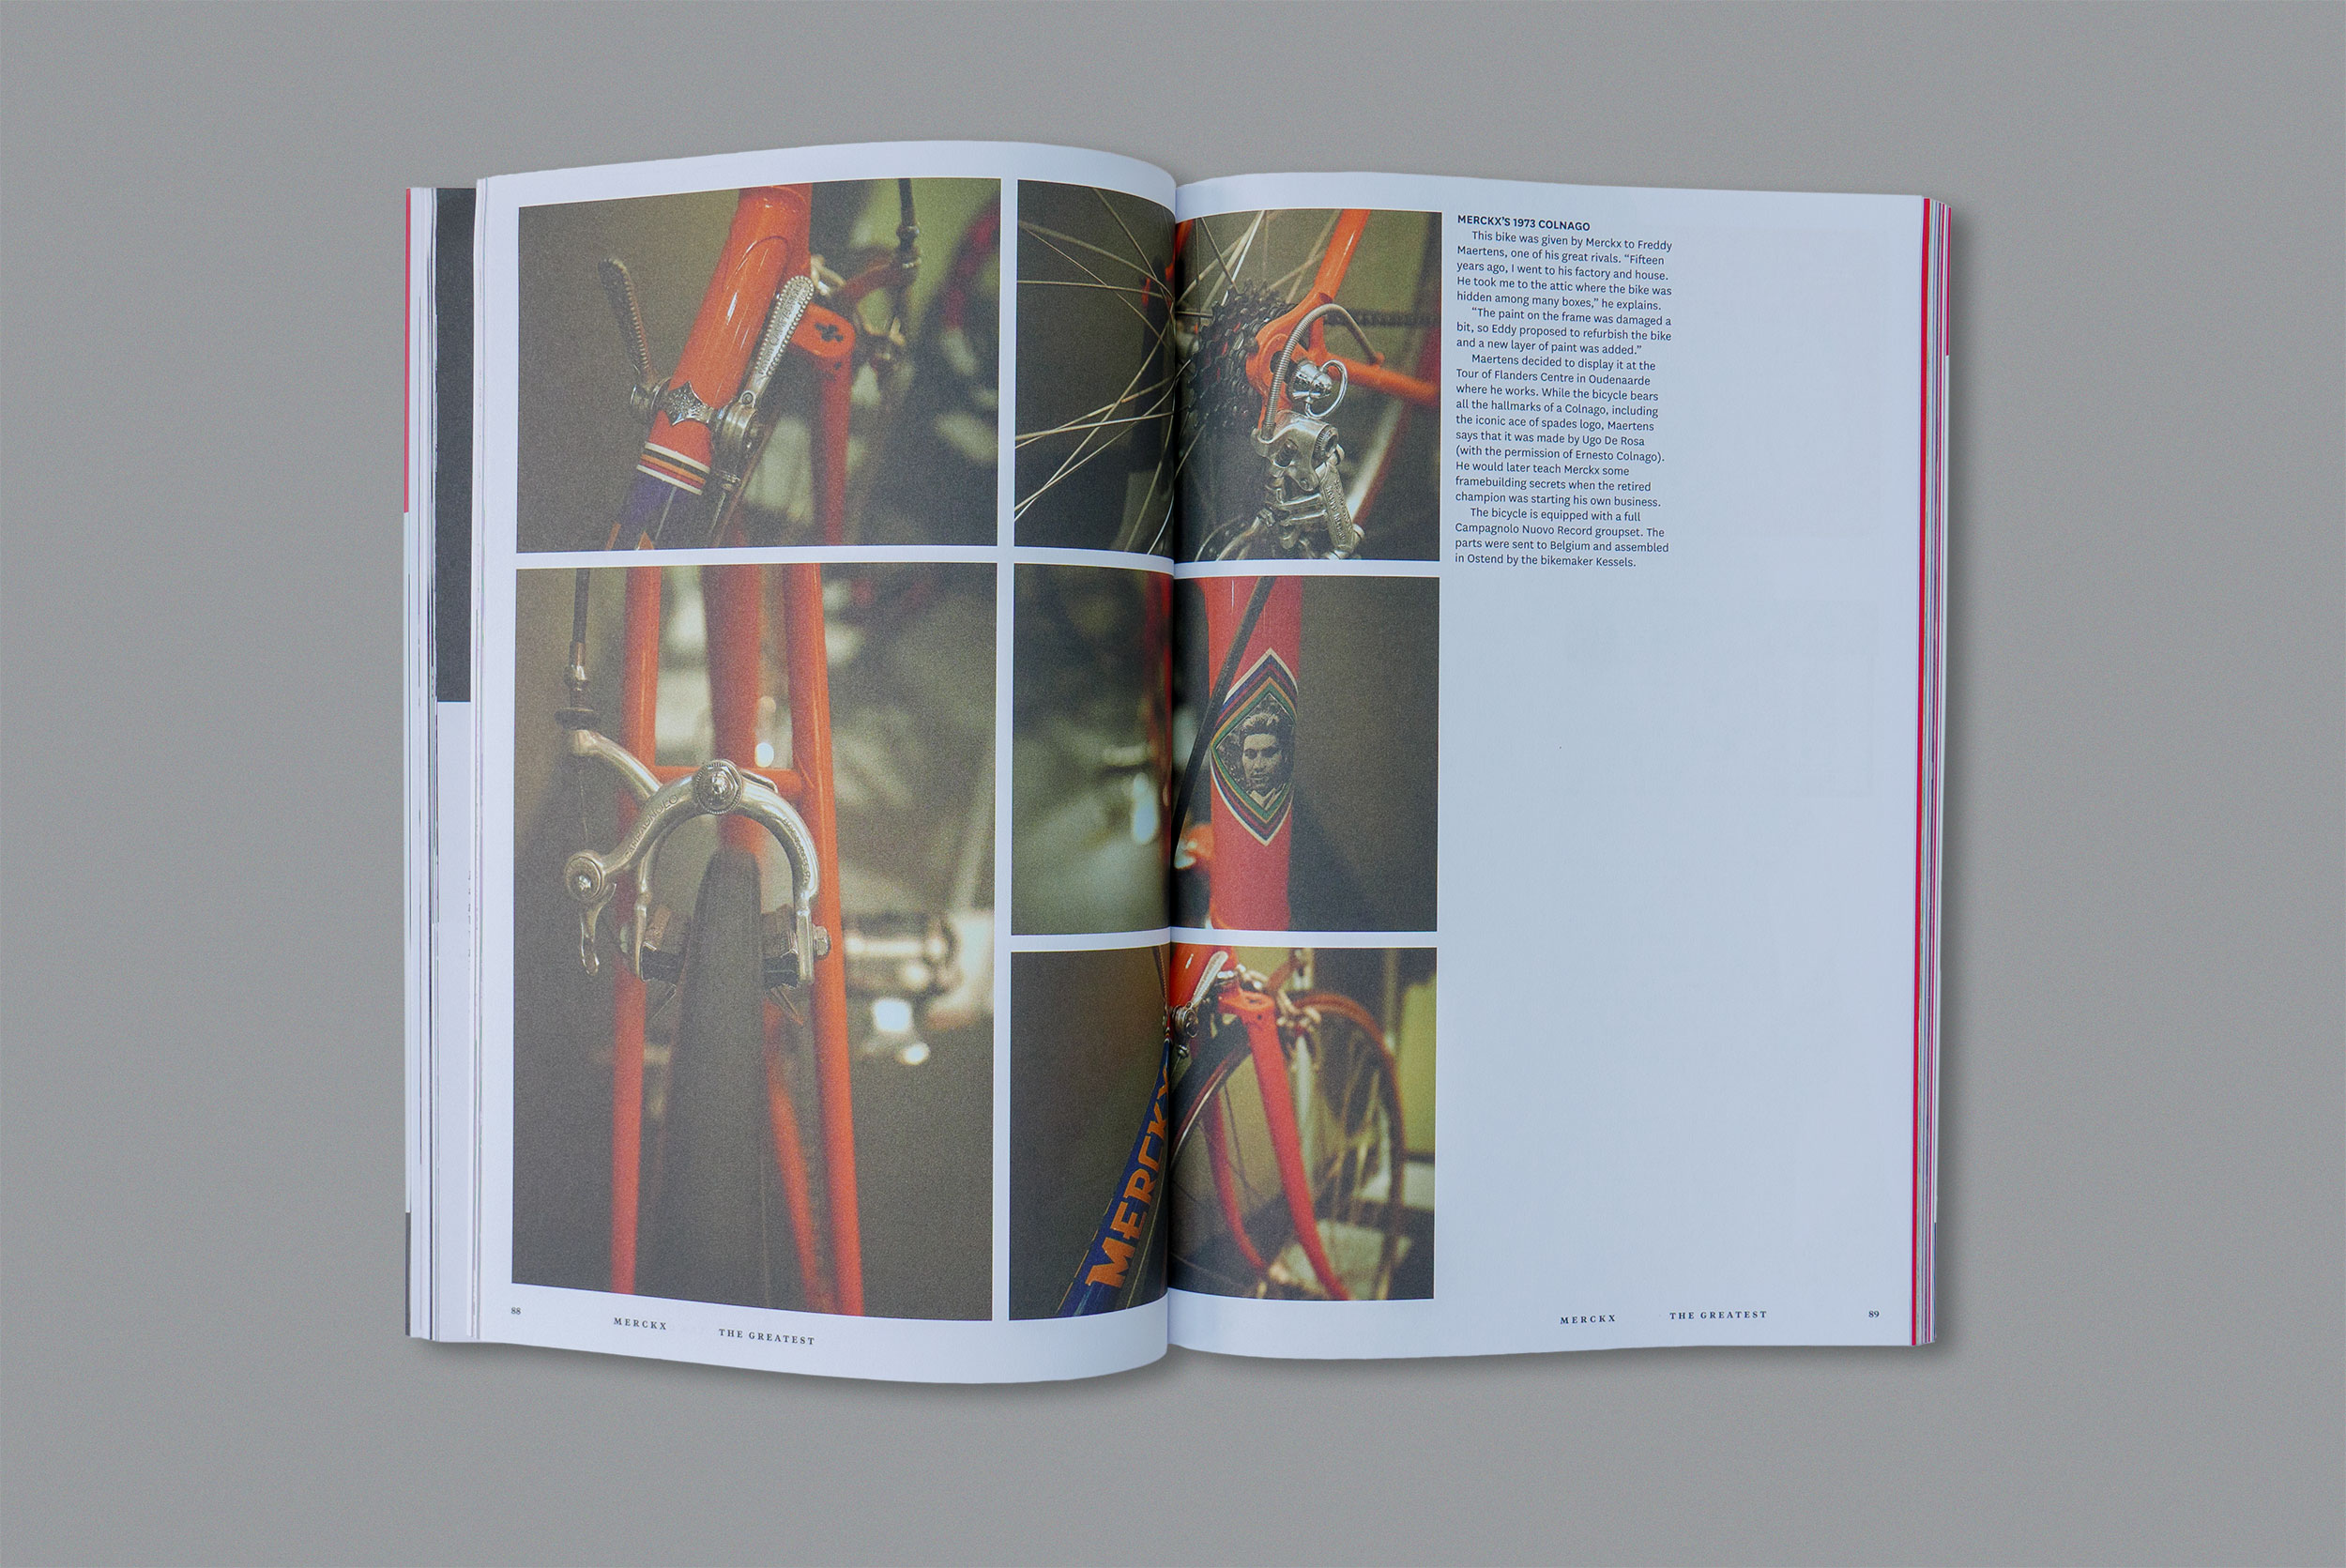 MERCKX
MERCKX'S 1973 COLNAGO
This bike was given by Merckx to Freddy
Maertens, one of his great rivals. “Fifteen
years ago, I went to his factory and house.
He took me to the attic where the bike was
hidden among many boxes,” he explains.
“The paint on the frame was damaged a
bit, so Eddy proposed to refurbish the bike
and a new layer of paint was added.”
Maertens decided to display it at the
Tour of Flanders Centre in Oudenaarde
where he works. While the bicycle bears
all the hallmarks of a Colnago, including
the iconic ace of spades logo, Maertens
says that it was made by Ugo De Rosa
(with the permission of Ernesto Colnago).
He would later teach Merckx some
framebuilding secrets when the retired
champion was starting his own business.
The bicycle is equipped with a full
Campagnolo Nuovo Record groupset. The
parts were sent to Belgium and assembled
in Ostend by the bikemaker Kessels.
88 MERCKX THE GREATEST
MERCKX THE GREATEST 89